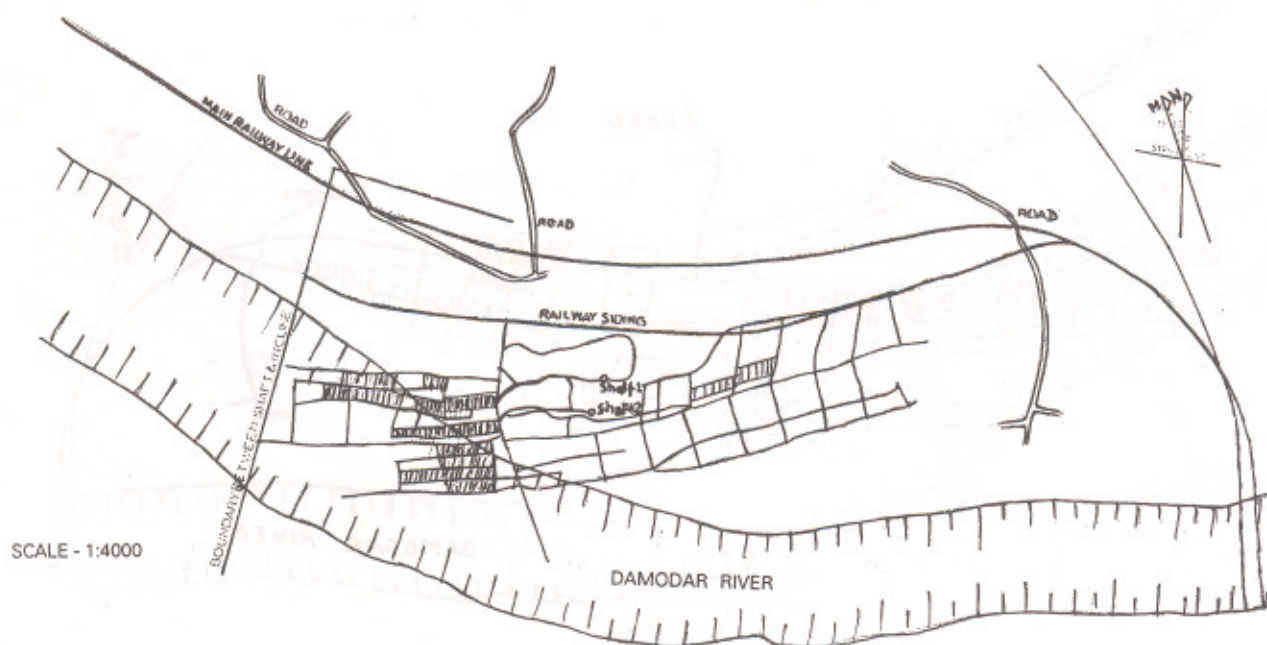 ROAD
MAIN RAILWAY LINE
ROAD
ROAD
RAILWAY SIDING
Shaft 1
Shaft 2
BOUNDARY BETWEEN SHAFT & INCLINE
SCALE - 1:4000
DAMODAR RIVER